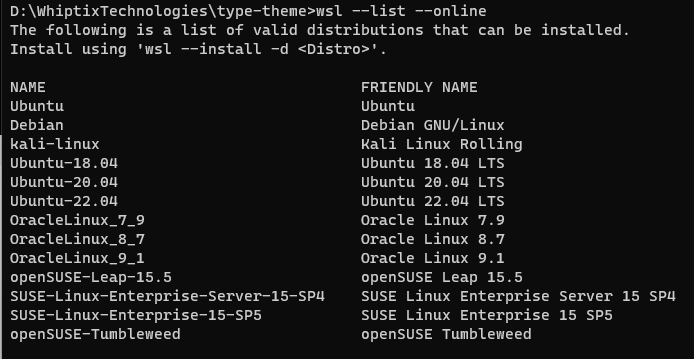 D:\WhiptixTechnologies\type-theme>wsl --list --online
The following is a list of valid distributions that can be installed.
Install using 'wsl --install -d <Distro>'.
NAME FRIENDLY NAME
Ubuntu Ubuntu
Debian Debian GNU/Linux
kali-linux Kali Linux Rolling
Ubuntu-18.04 Ubuntu 18.04 LTS
Ubuntu-20.04 Ubuntu 20.04 LTS
Ubuntu-22.04 Ubuntu 22.04 LTS
OracleLinux_7_9 Oracle Linux 7.9
OracleLinux_8_7 Oracle Linux 8.7
OracleLinux_9_1 Oracle Linux 9.1
openSUSE-Leap-15.5 openSUSE Leap 15.5
SUSE-Linux-Enterprise-Server-15-SP4 SUSE Linux Enterprise Server 15 SP4
SUSE-Linux-Enterprise-15-SP5 SUSE Linux Enterprise 15 SP5
openSUSE-Tumbleweed openSUSE Tumbleweed